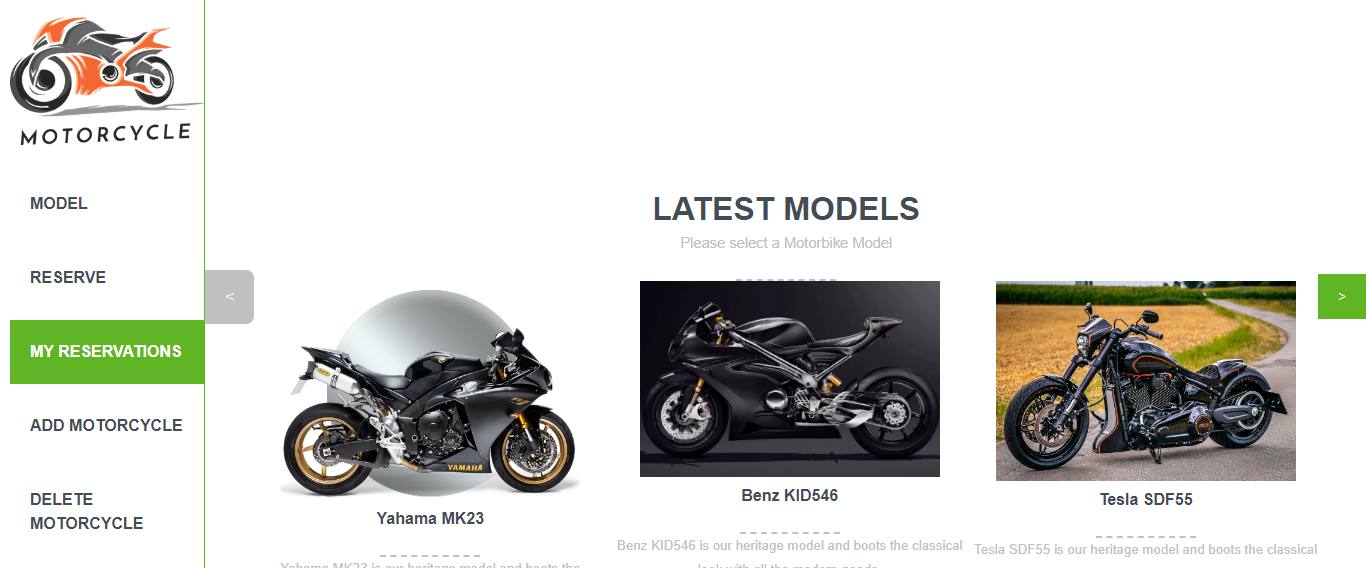 MOTORCYCLE
MODEL
RESERVE
MY RESERVATIONS
ADD MOTORCYCLE
DELETE
MOTORCYCLE
LATEST MODELS
Please select a Motorbike Model
<
>
YAMAHA
Yahama MK23
Yahama MK23 is our heritage model and boots the
Benz KID546
Benz KID546 is our heritage model and boots the classical
look with all the modern goods
Tesla SDF55
Tesla SDF55 is our heritage model and boots the classical